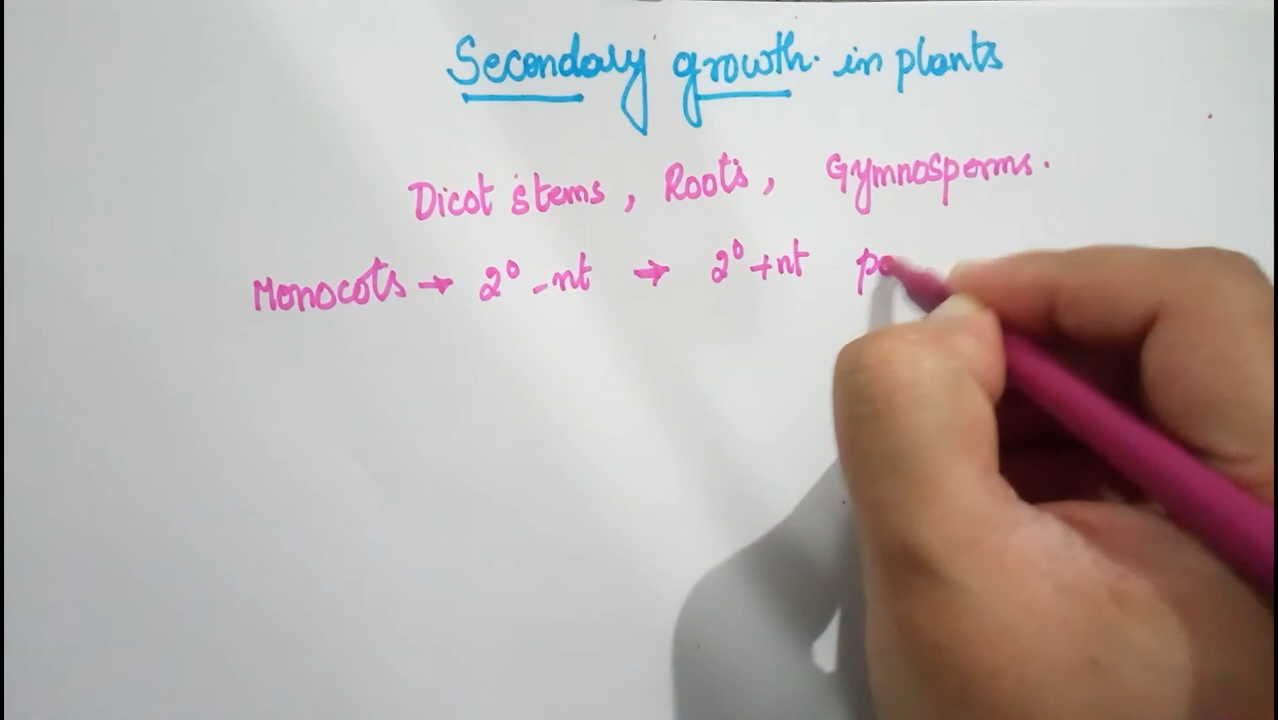 Secondary growth. in plants
Dicot stems, Roots, Gymnosperms.
Monocots → 2° -nt → 2° +nt